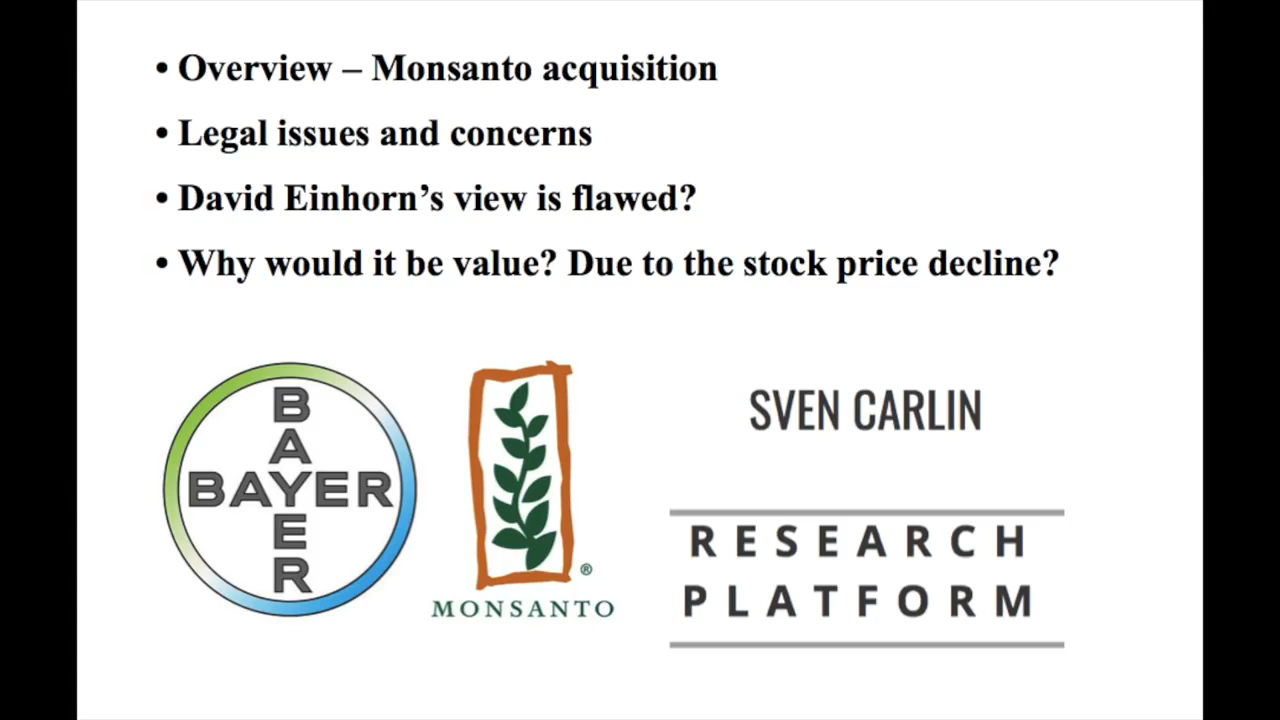 • Overview – Monsanto acquisition
• Legal issues and concerns
• David Einhorn’s view is flawed?
• Why would it be value? Due to the stock price decline?
BAYER
BAYER
MONSANTO
®
SVEN CARLIN
RESEARCH
PLATFORM